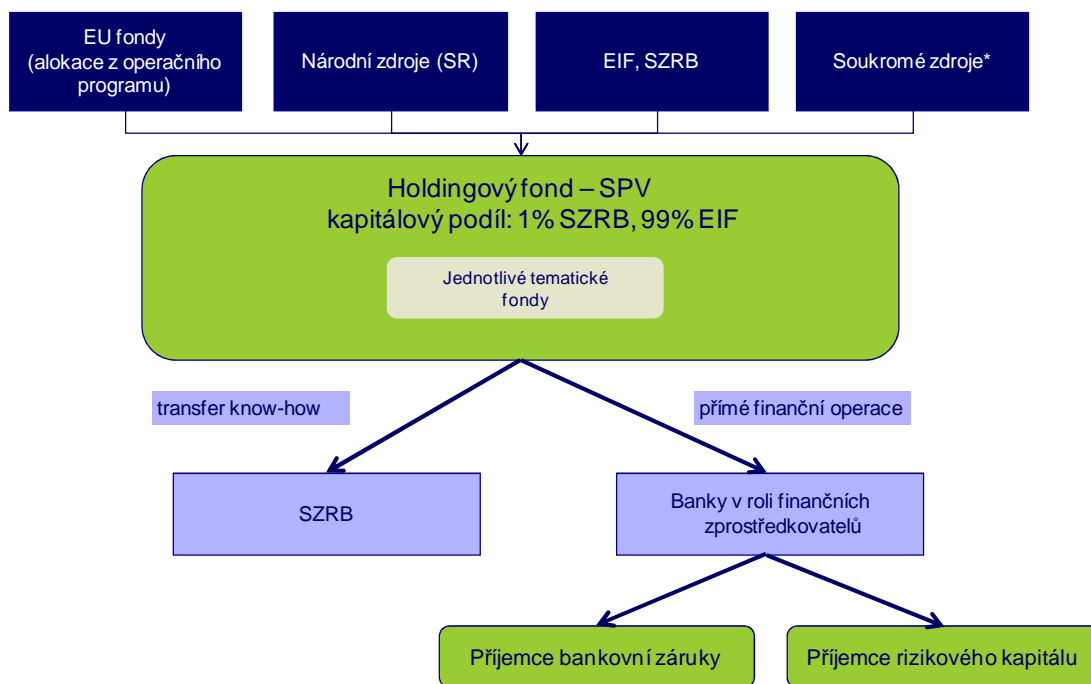 EU fondy
(alokace z operačního
programu)
Národní zdroje (SR)
EIF, SZRB
Soukromé zdroje*
Holdingový fond – SPV
kapitálový podíl: 1% SZRB, 99% EIF
Jednotlivé tematické
fondy
transfer know-how
přímé finanční operace
SZRB
Banky v roli finančních
zprostředkovatelů
Příjemce bankovní záruky
Příjemce rizikového kapitálu